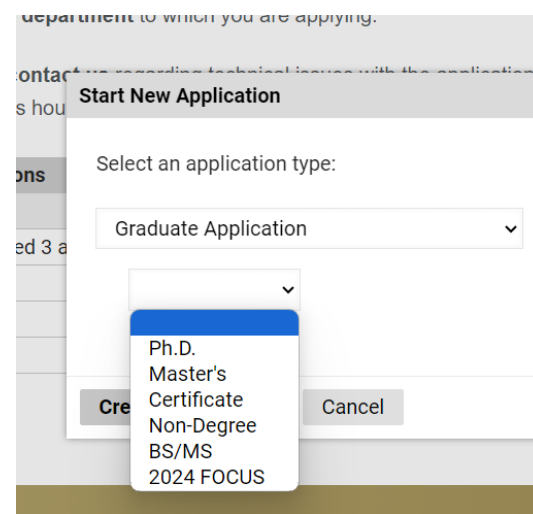 department to which you are applying.
contact us regarding technical issues with the application
s hou
Start New Application
ons
Select an application type:
Graduate Application
ed 3 a
Ph.D.
Master's
Certificate
Non-Degree
BS/MS
2024 FOCUS
Cre
Cancel